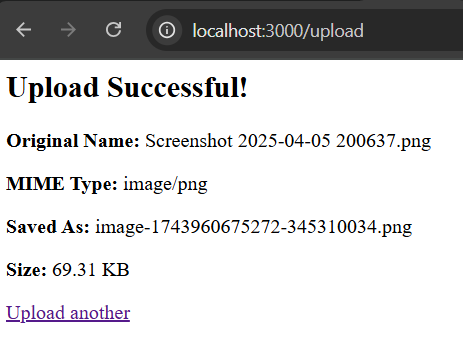 localhost:3000/upload
Upload Successful!
Original Name: Screenshot 2025-04-05 200637.png
MIME Type: image/png
Saved As: image-1743960675272-345310034.png
Size: 69.31 KB
Upload another